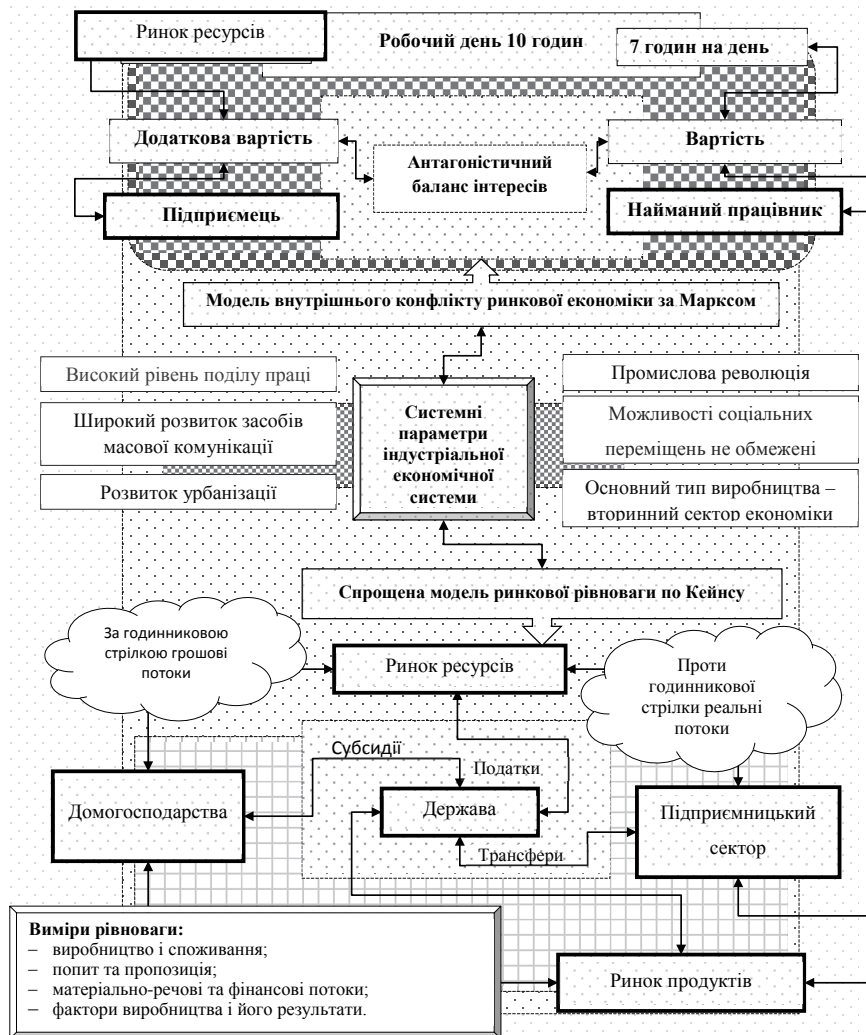 Ринок ресурсів
Робочий день 10 годин
7 годин на день
Додаткова вартість
Антагоністичний
баланс інтересів
Вартість
Підприємець
Найманий працівник
Модель внутрішнього конфлікту ринкової економіки за Марксом
Високий рівень поділу праці
Широкий розвиток засобів
масової комунікації
Розвиток урбанізації
Системні
параметри
індустріальної
економічної
системи
Промислова революція
Можливості соціальних
переміщень не обмежені
Основний тип виробництва –
вторинний сектор економіки
Спрощена модель ринкової рівноваги по Кейнсу
За годинниковою
стрілкою грошові
потоки
Ринок ресурсів
Проти
годинникової
стрілки реальні
потоки
Субсидії
Податки
Домогосподарства
Держава
Підприємницький
сектор
Трансфери
Виміри рівноваги:
– виробництво і споживання;
– попит та пропозиція;
– матеріально-речові та фінансові потоки;
– фактори виробництва і його результати.
Ринок продуктів